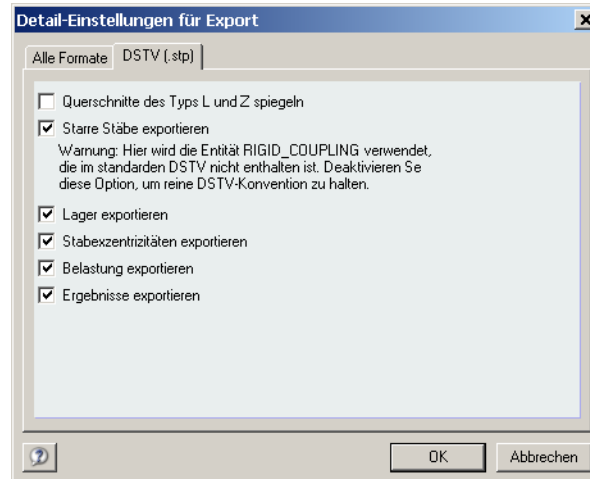 Detail-Einstellungen für Export
Alle Formate
DSTV (.stp)
Querschnitte des Typs L und Z spiegeln
Starre Stäbe exportieren
Warnung: Hier wird die Entität RIGID_COUPLING verwendet,
die im standarden DSTV nicht enthalten ist. Deaktivieren Se
diese Option, um reine DSTV-Konvention zu halten.
Lager exportieren
Stabexzentrizitäten exportieren
Belastung exportieren
Ergebnisse exportieren
OK
Abbrechen